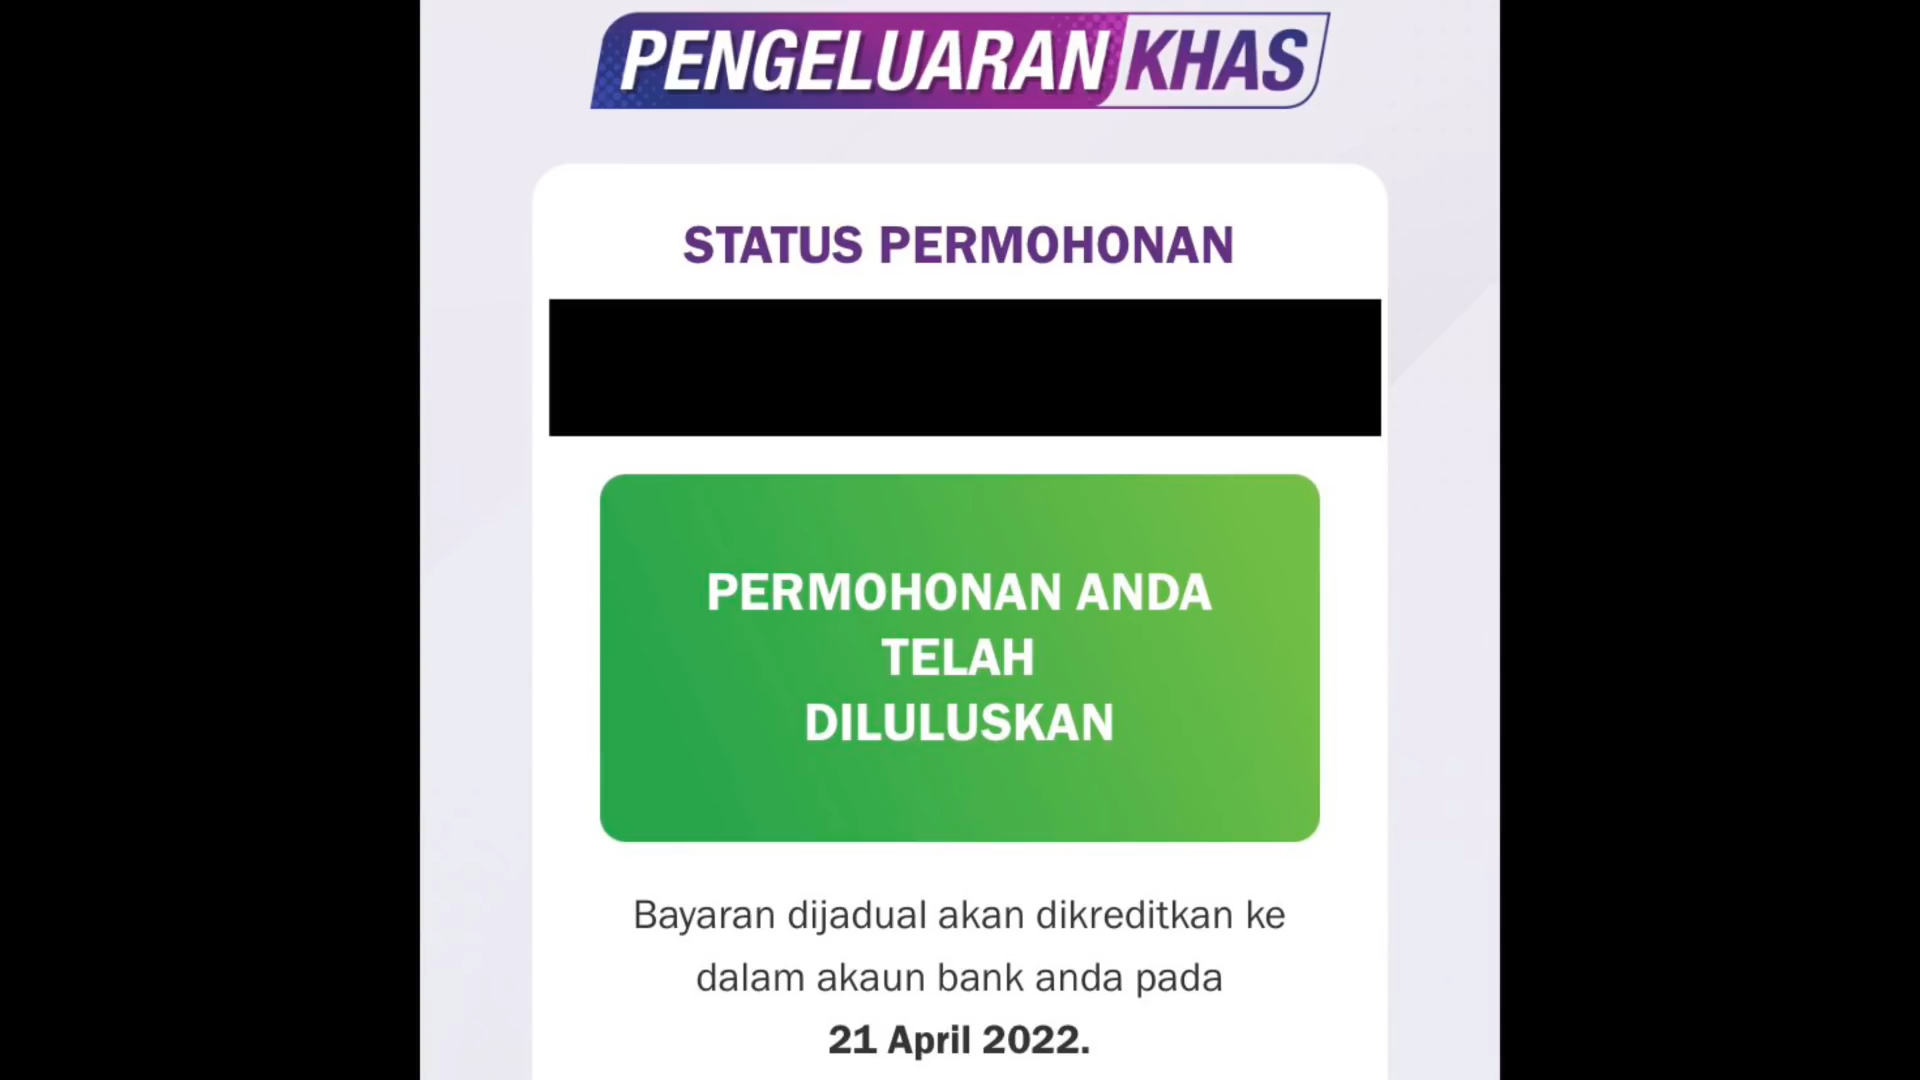 PENGELUARAN KHAS
STATUS PERMOHONAN
PERMOHONAN ANDA
TELAH
DILULUSKAN
Bayaran dijadual akan dikreditkan ke
dalam akaun bank anda pada
21 April 2022.